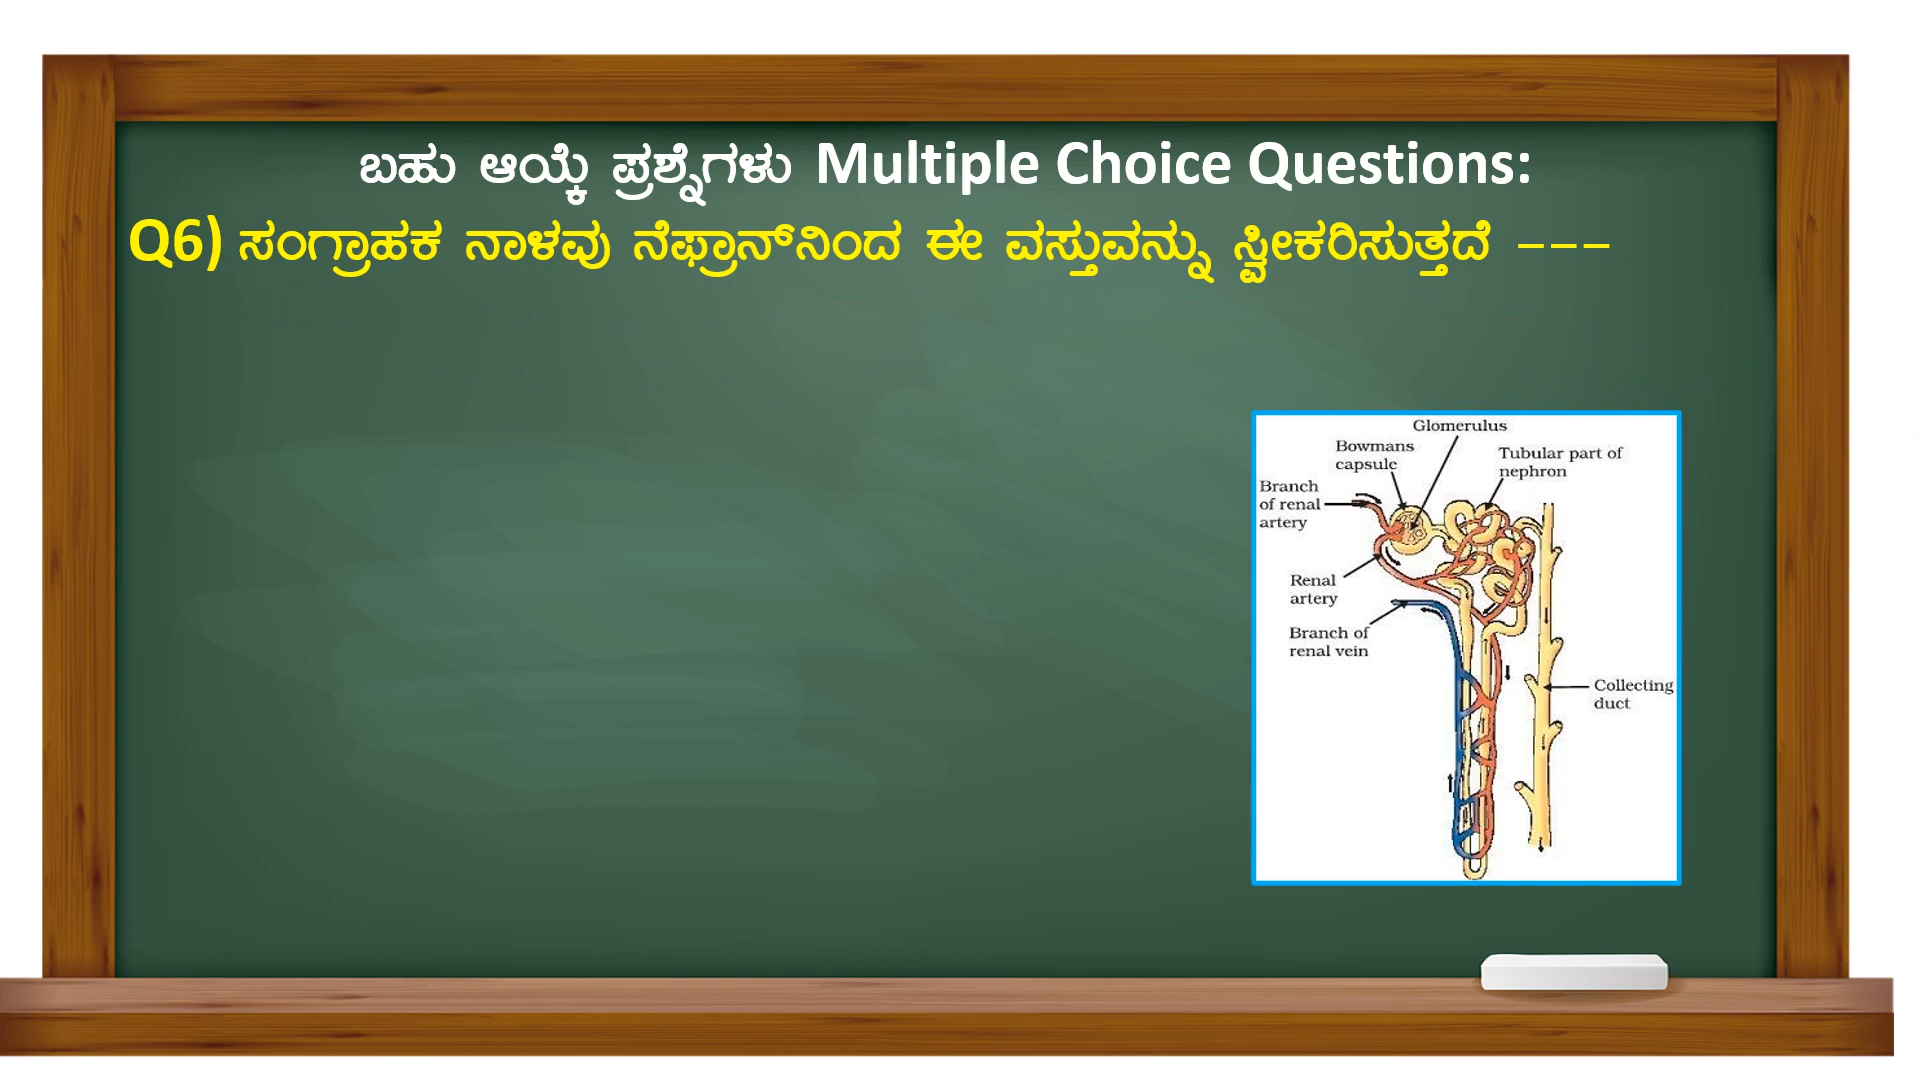 ಬಹು ಆಯ್ಕೆ ಪ್ರಶ್ನೆಗಳು Multiple Choice Questions:
Q6) ಸಂಗ್ರಾಹಕ ನಾಳವು ನೆಫ್ರಾನ್‌ನಿಂದ ಈ ವಸ್ತುವನ್ನು ಸ್ವೀಕರಿಸುತ್ತದೆ ---
Glomerulus
Bowmans
capsule
Tubular part of
nephron
Branch
of renal
artery
Renal
artery
Branch of
renal vein
Collecting
duct